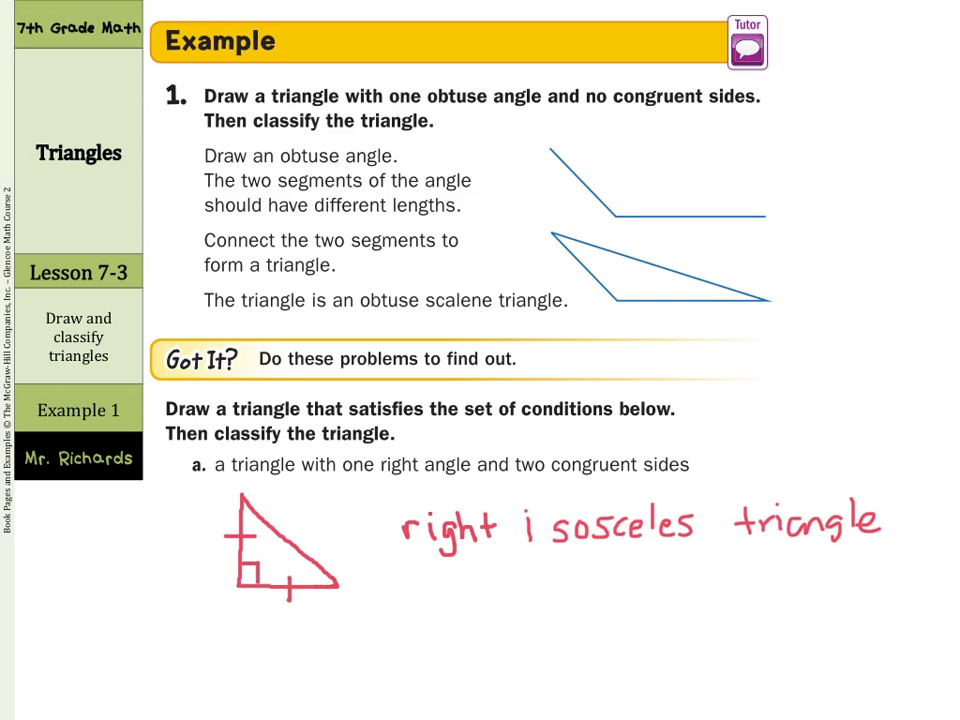 7th Grade Math
Triangles
Lesson 7-3
Draw and
classify
triangles
Example 1
Mr. Richards
Book Pages and Examples © The McGraw-Hill Companies, Inc. – Glencoe Math Course 2
Example
Tutor
1. Draw a triangle with one obtuse angle and no congruent sides.
Then classify the triangle.
Draw an obtuse angle.
The two segments of the angle
should have different lengths.
Connect the two segments to
form a triangle.
The triangle is an obtuse scalene triangle.
Got It? Do these problems to find out.
Draw a triangle that satisfies the set of conditions below.
Then classify the triangle.
a. a triangle with one right angle and two congruent sides
right isosceles triangle